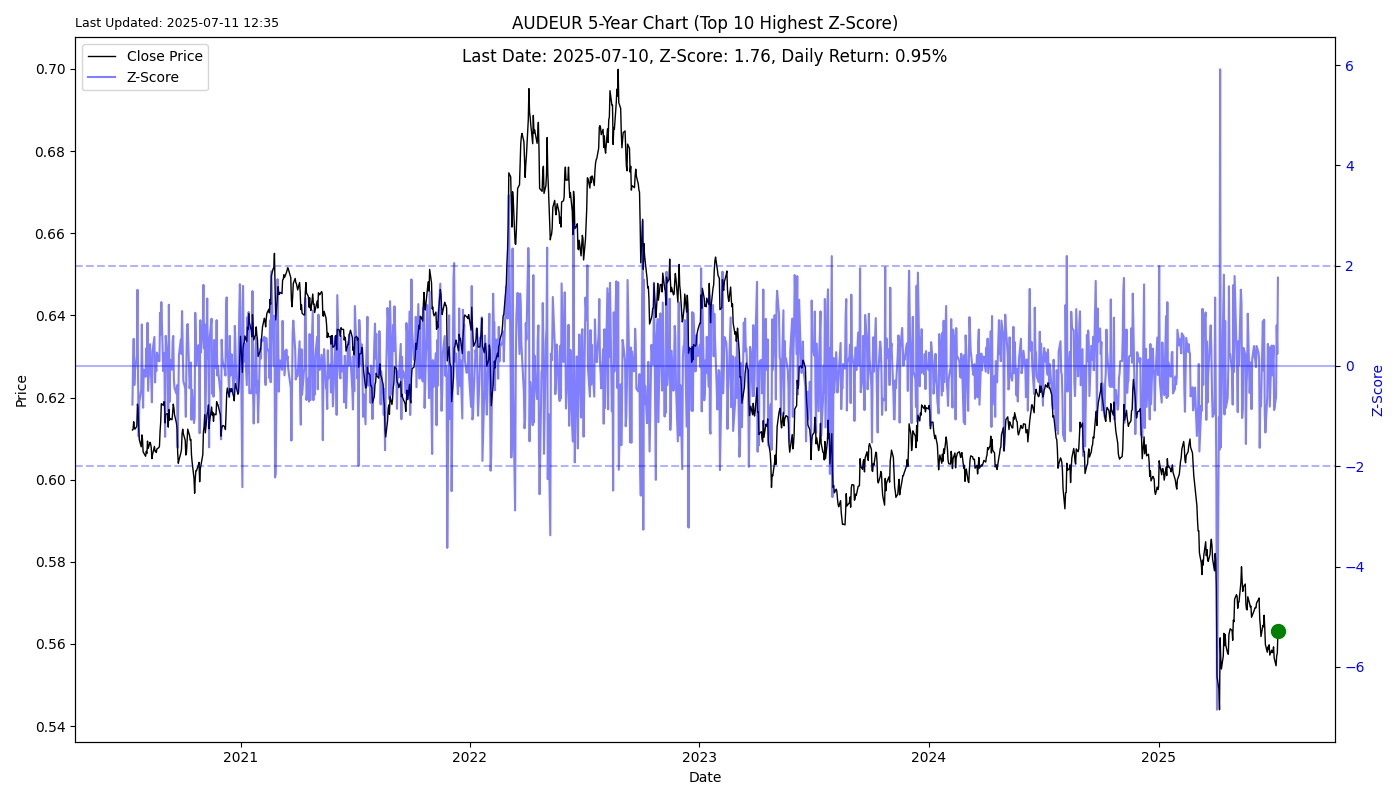 Last Updated: 2025-07-11 12:35
AUDEUR 5-Year Chart (Top 10 Highest Z-Score)
Last Date: 2025-07-10, Z-Score: 1.76, Daily Return: 0.95%
Close Price
Z-Score
Price
0.70
0.68
0.66
0.64
0.62
0.60
0.58
0.56
0.54
6
4
2
0
−2
−4
−6
Z-Score
2021
2022
2023
2024
2025
Date